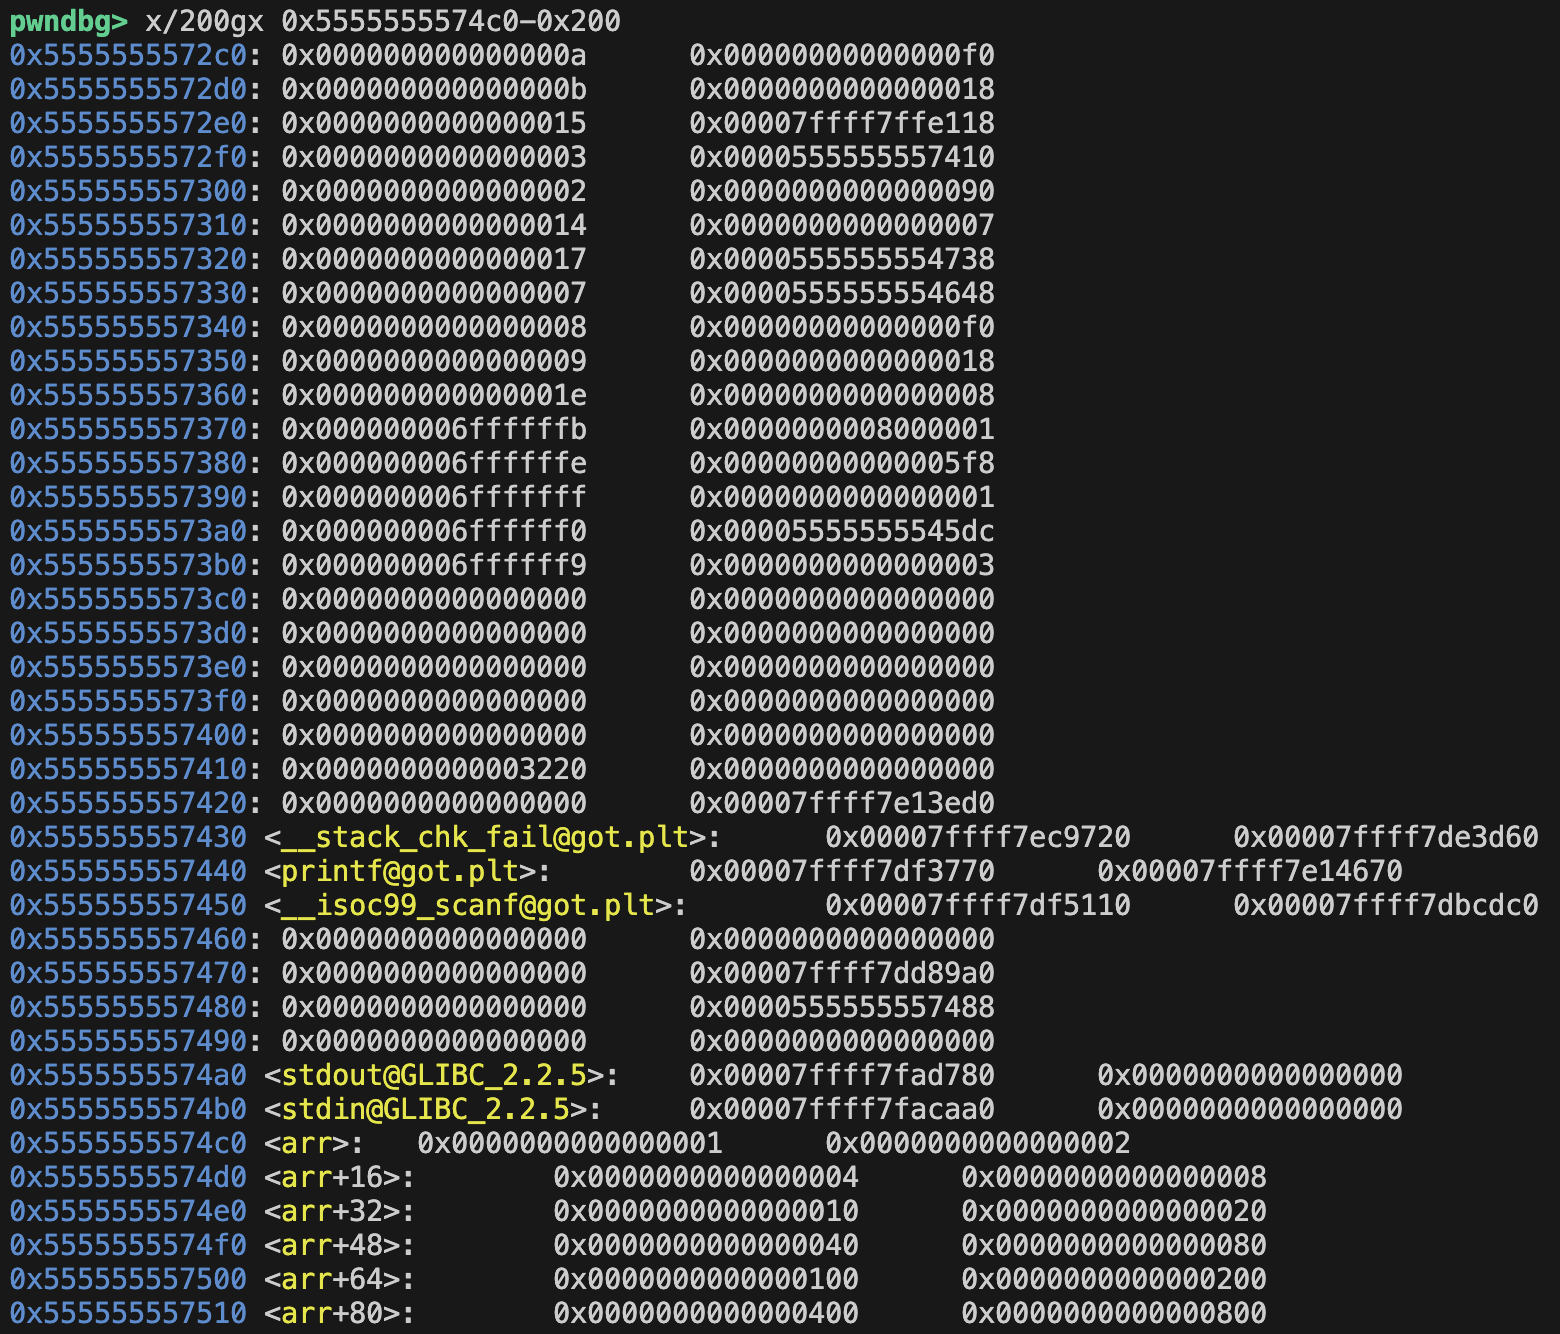 pwndbg> x/200gx 0x5555555574c0-0x200
0x5555555572c0: 0x000000000000000a 0x00000000000000f0
0x5555555572d0: 0x000000000000000b 0x0000000000000018
0x5555555572e0: 0x0000000000000015 0x00007ffff7ffe118
0x5555555572f0: 0x0000000000000003 0x0000555555557410
0x555555557300: 0x0000000000000002 0x0000000000000090
0x555555557310: 0x0000000000000014 0x0000000000000007
0x555555557320: 0x0000000000000017 0x0000555555554738
0x555555557330: 0x0000000000000007 0x0000555555554648
0x555555557340: 0x0000000000000008 0x00000000000000f0
0x555555557350: 0x0000000000000009 0x0000000000000018
0x555555557360: 0x000000000000001e 0x0000000000000008
0x555555557370: 0x000000006ffffffb 0x0000000008000001
0x555555557380: 0x000000006ffffffe 0x00000000000005f8
0x555555557390: 0x000000006fffffff 0x0000000000000001
0x5555555573a0: 0x000000006ffffff0 0x00005555555545dc
0x5555555573b0: 0x000000006ffffff9 0x0000000000000003
0x5555555573c0: 0x0000000000000000 0x0000000000000000
0x5555555573d0: 0x0000000000000000 0x0000000000000000
0x5555555573e0: 0x0000000000000000 0x0000000000000000
0x5555555573f0: 0x0000000000000000 0x0000000000000000
0x555555557400: 0x0000000000000000 0x0000000000000000
0x555555557410: 0x0000000000003220 0x0000000000000000
0x555555557420: 0x0000000000000000 0x00007ffff7e13ed0
0x555555557430 <__stack_chk_fail@got.plt>: 0x00007ffff7ec9720 0x00007ffff7de3d60
0x555555557440 <printf@got.plt>: 0x00007ffff7df3770 0x00007ffff7e14670
0x555555557450 <__isoc99_scanf@got.plt>: 0x00007ffff7df5110 0x00007ffff7dbcdc0
0x555555557460: 0x0000000000000000 0x0000000000000000
0x555555557470: 0x0000000000000000 0x00007ffff7dd89a0
0x555555557480: 0x0000000000000000 0x0000555555557488
0x555555557490: 0x0000000000000000 0x0000000000000000
0x5555555574a0 <stdout@GLIBC_2.2.5>: 0x00007ffff7fad780 0x0000000000000000
0x5555555574b0 <stdin@GLIBC_2.2.5>: 0x00007ffff7facaa0 0x0000000000000000
0x5555555574c0 <arr>: 0x0000000000000001 0x0000000000000002
0x5555555574d0 <arr+16>: 0x0000000000000004 0x0000000000000008
0x5555555574e0 <arr+32>: 0x0000000000000010 0x0000000000000020
0x5555555574f0 <arr+48>: 0x0000000000000040 0x0000000000000080
0x555555557500 <arr+64>: 0x0000000000000100 0x0000000000000200
0x555555557510 <arr+80>: 0x0000000000000400 0x0000000000000800